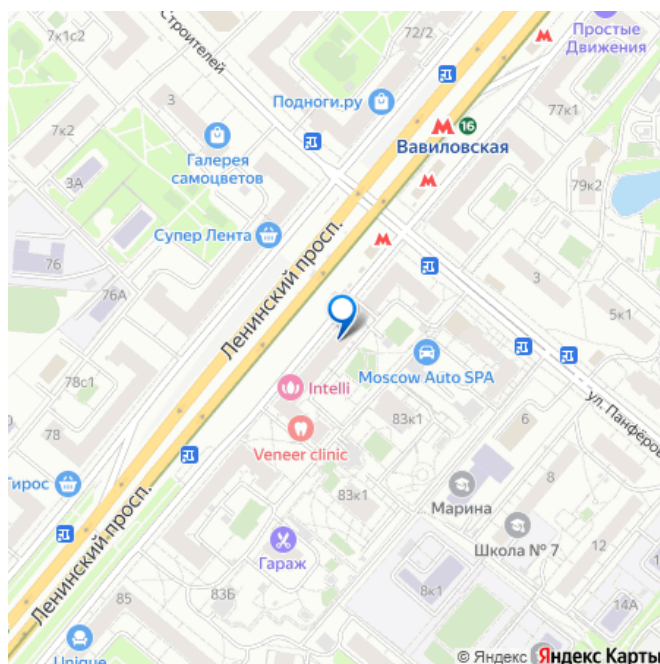 7к1с2
Строителей
72/2
Простые
Движения
3
Подноги.ру
77к1
7к2
16
Вавиловская
Галерея
самоцветов
3А
79к2
Супер Лента
Ленинский просп.
76
76А
3
5к1
78с1
Moscow Auto SPA
Intelli
83к1
ул. Панфёров
78
Veneer clinic
6
Гирос
83к1
Марина
8
Школа № 7
Ленинский просп.
Гараж
12
83Б
8к1
85
14А
Unique
© Яндекс Яндекс Карты